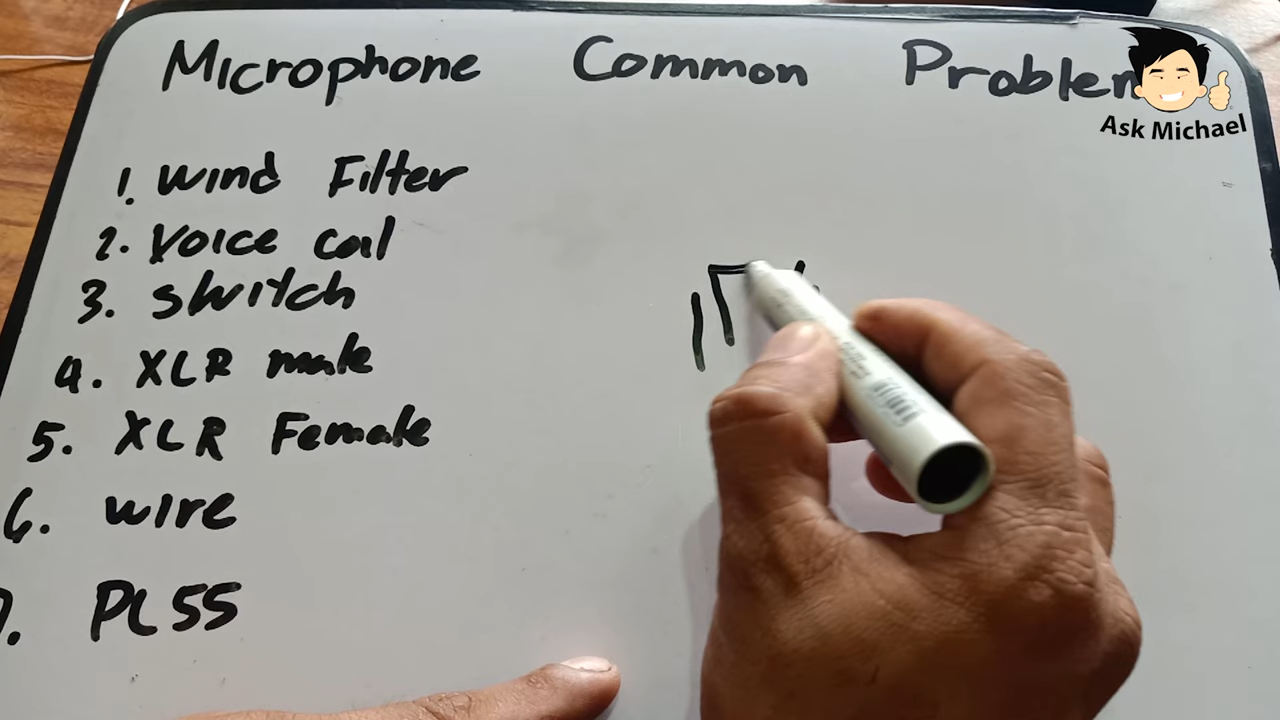 Microphone Common Problem
Ask Michael
1. Wind Filter
2. Voice coil
3. switch
4. XLR male
5. XLR Female
6. wire
7. PL55